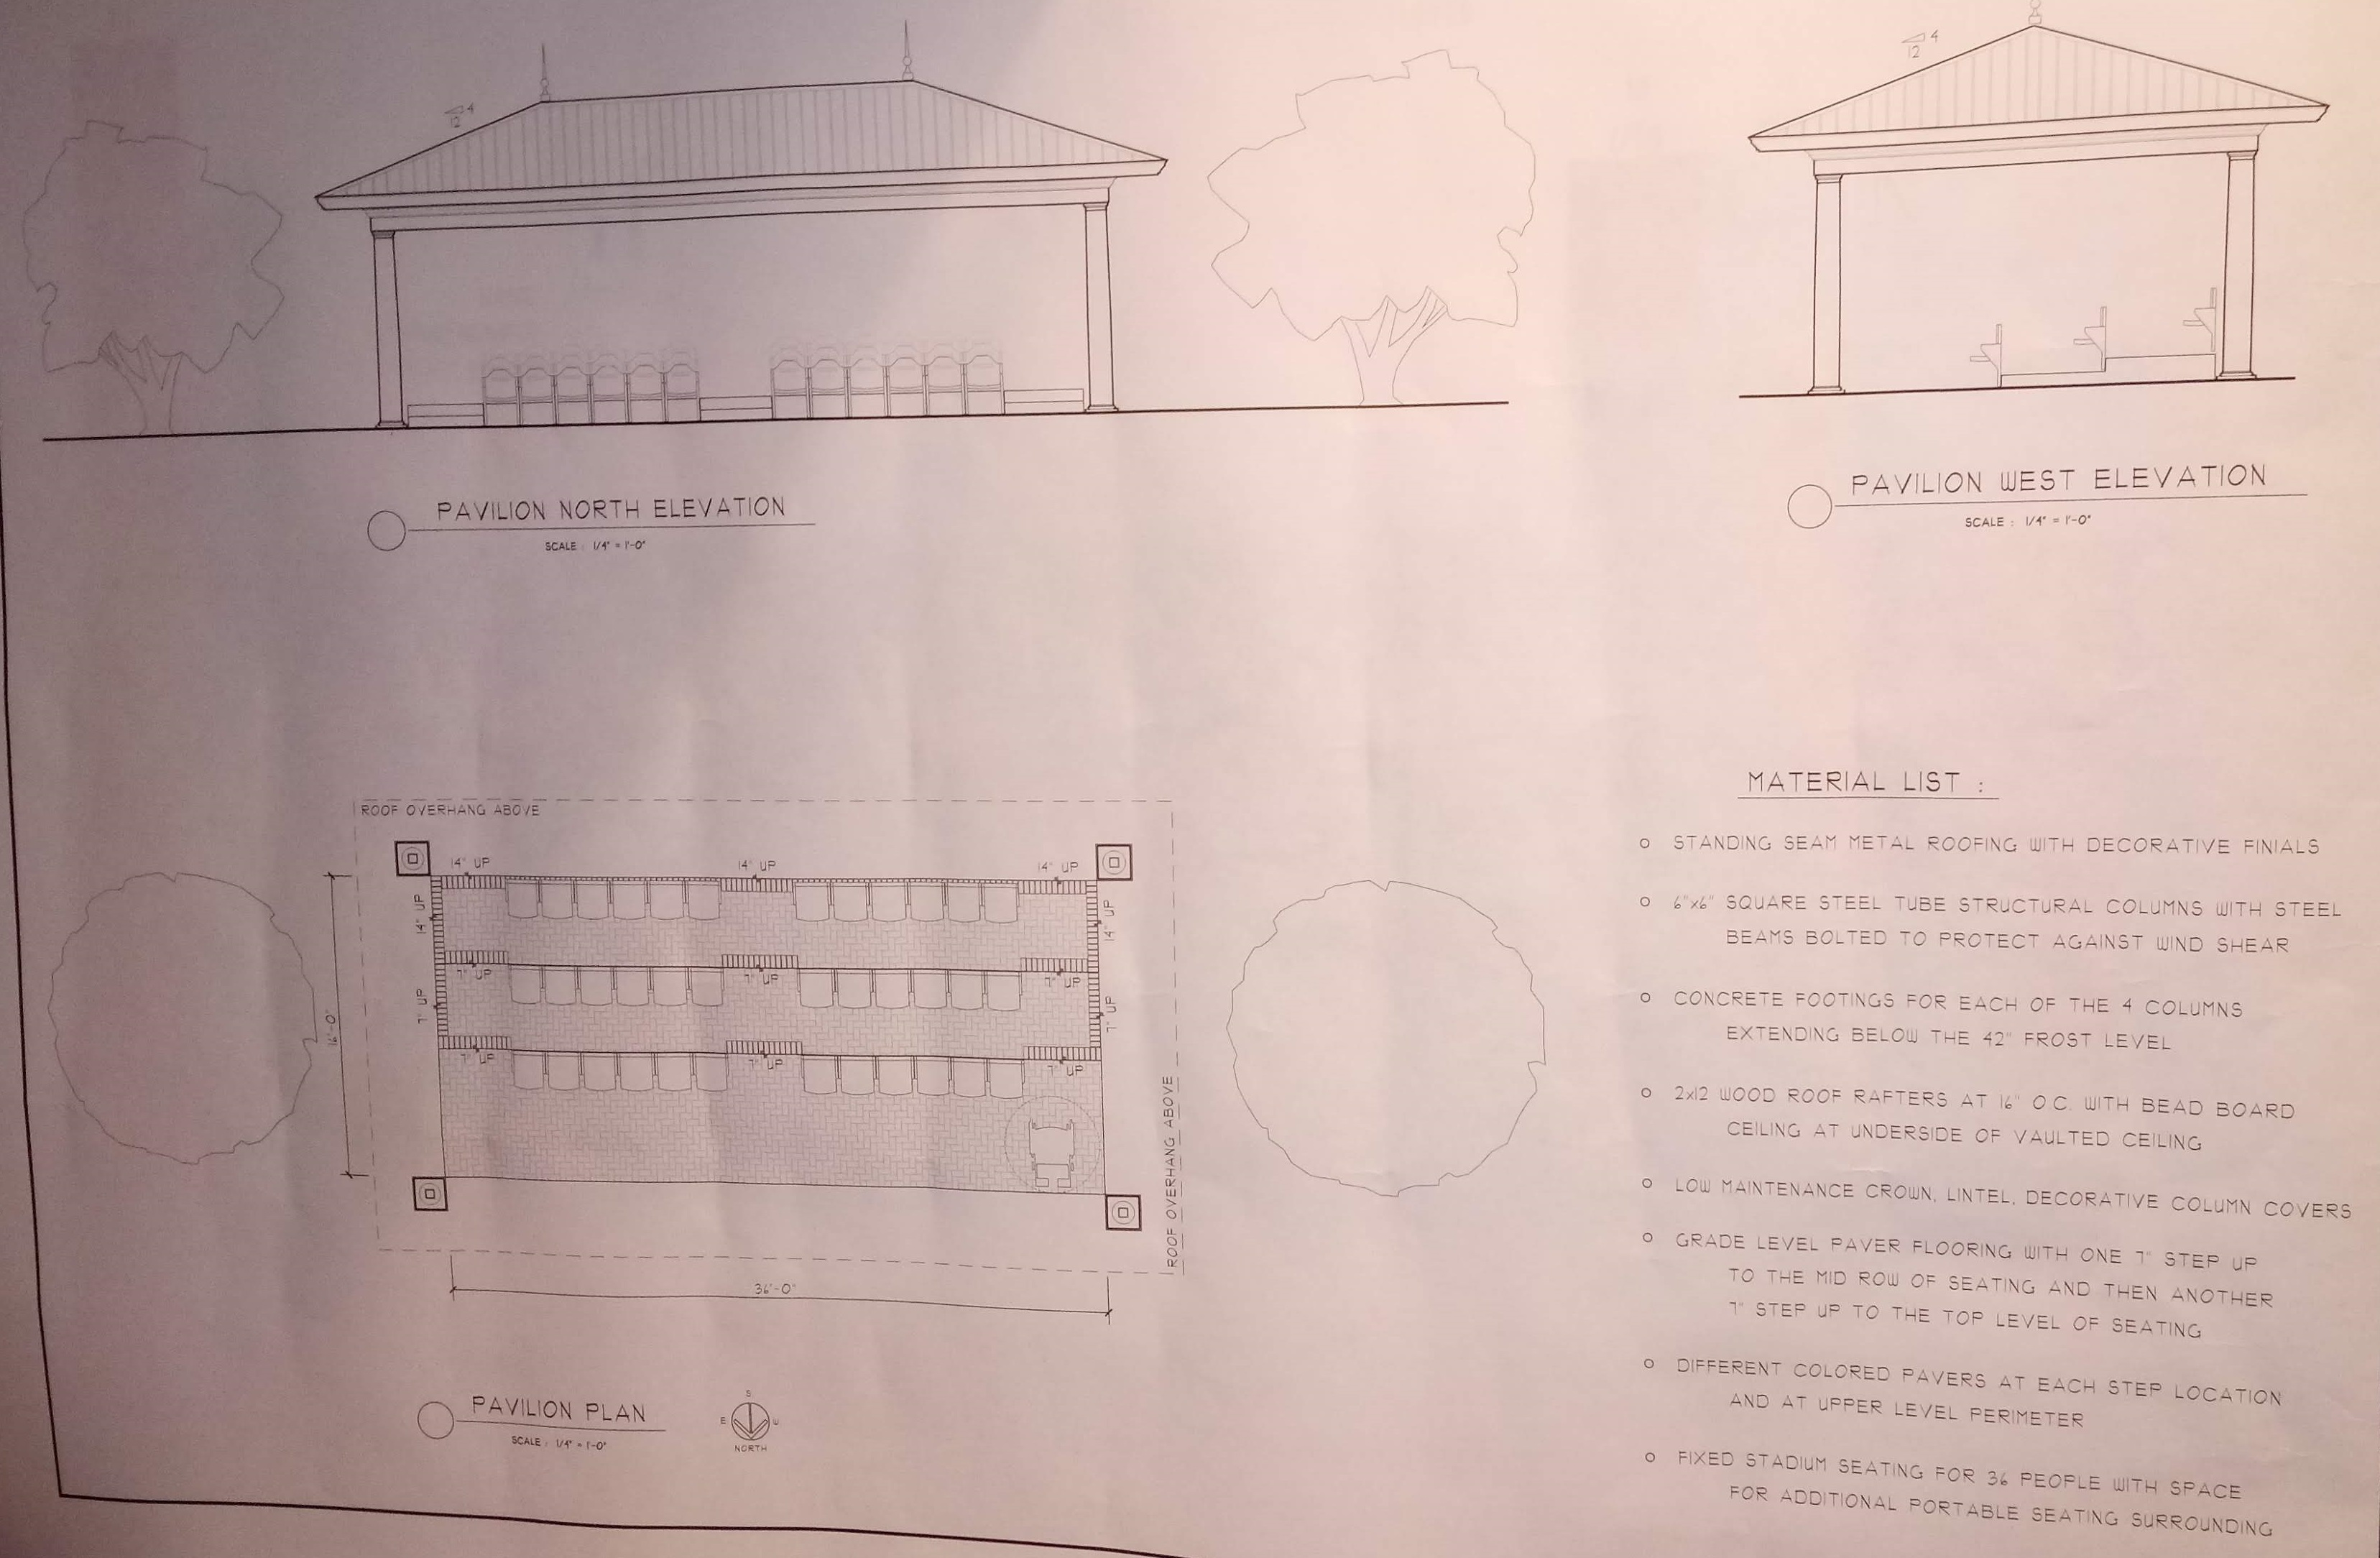 4
12
4
12
PAVILION NORTH ELEVATION
SCALE : 1/4" = 1'-0"
PAVILION WEST ELEVATION
SCALE : 1/4" = 1'-0"
ROOF OVERHANG ABOVE
14" UP
14" UP
14" UP
14" UP
14" UP
7" UP
7" UP
7" UP
7" UP
7" UP
7" UP
7" UP
7" UP
16'-0"
ROOF OVERHANG ABOVE
36'-0"
PAVILION PLAN
SCALE : 1/4" = 1'-0"
S
E
W
NORTH
MATERIAL LIST :
o STANDING SEAM METAL ROOFING WITH DECORATIVE FINIALS
o 6"x6" SQUARE STEEL TUBE STRUCTURAL COLUMNS WITH STEEL
BEAMS BOLTED TO PROTECT AGAINST WIND SHEAR
o CONCRETE FOOTINGS FOR EACH OF THE 4 COLUMNS
EXTENDING BELOW THE 42" FROST LEVEL
o 2x12 WOOD ROOF RAFTERS AT 16" O.C. WITH BEAD BOARD
CEILING AT UNDERSIDE OF VAULTED CEILING
o LOW MAINTENANCE CROWN, LINTEL, DECORATIVE COLUMN COVERS
o GRADE LEVEL PAVER FLOORING WITH ONE 7" STEP UP
TO THE MID ROW OF SEATING AND THEN ANOTHER
7" STEP UP TO THE TOP LEVEL OF SEATING
o DIFFERENT COLORED PAVERS AT EACH STEP LOCATION
AND AT UPPER LEVEL PERIMETER
o FIXED STADIUM SEATING FOR 36 PEOPLE WITH SPACE
FOR ADDITIONAL PORTABLE SEATING SURROUNDING